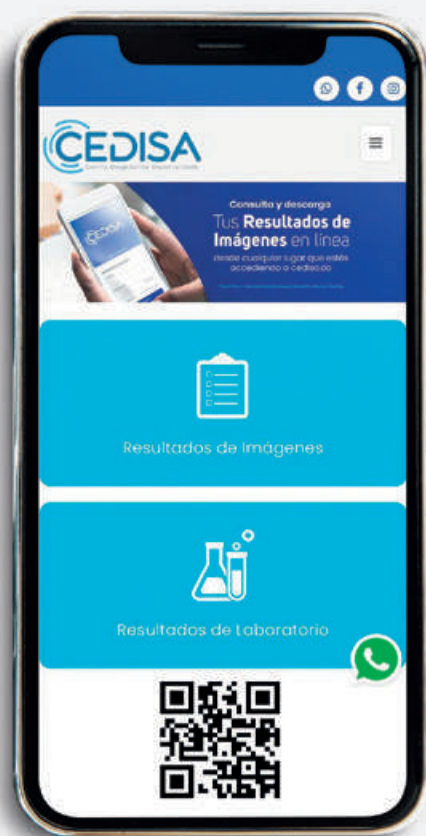 CEDISA
Consulta y descarga
Tus Resultados de
Imágenes en línea
desde cualquier lugar que estés
accediendo a cedisa.do
CEDISA
Resultados de Imágenes
Resultados de Laboratorio